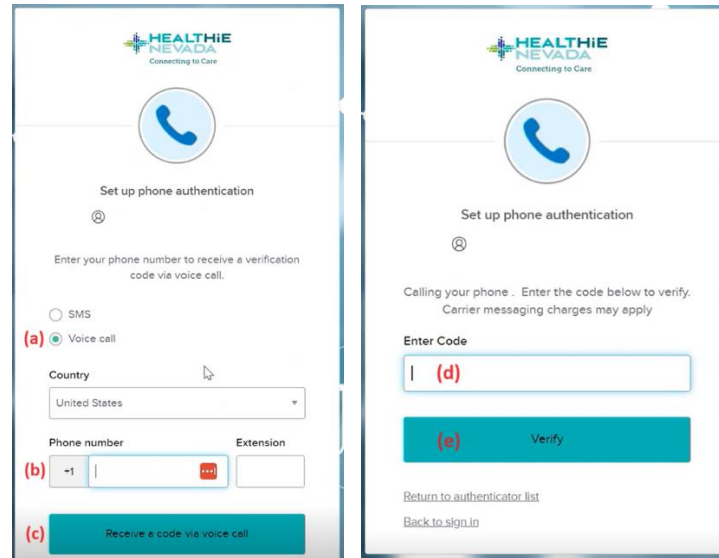 HEALTHiE
NEVADA
Connecting to Care
Set up phone authentication
Enter your phone number to receive a verification
code via voice call.
SMS
(a) Voice call
Country
United States
Phone number Extension
(b) +1
(c) Receive a code via voice call
HEALTHiE
NEVADA
Connecting to Care
Set up phone authentication
Calling your phone . Enter the code below to verify.
Carrier messaging charges may apply
Enter Code
(d)
(e) Verify
Return to authenticator list
Back to sign in